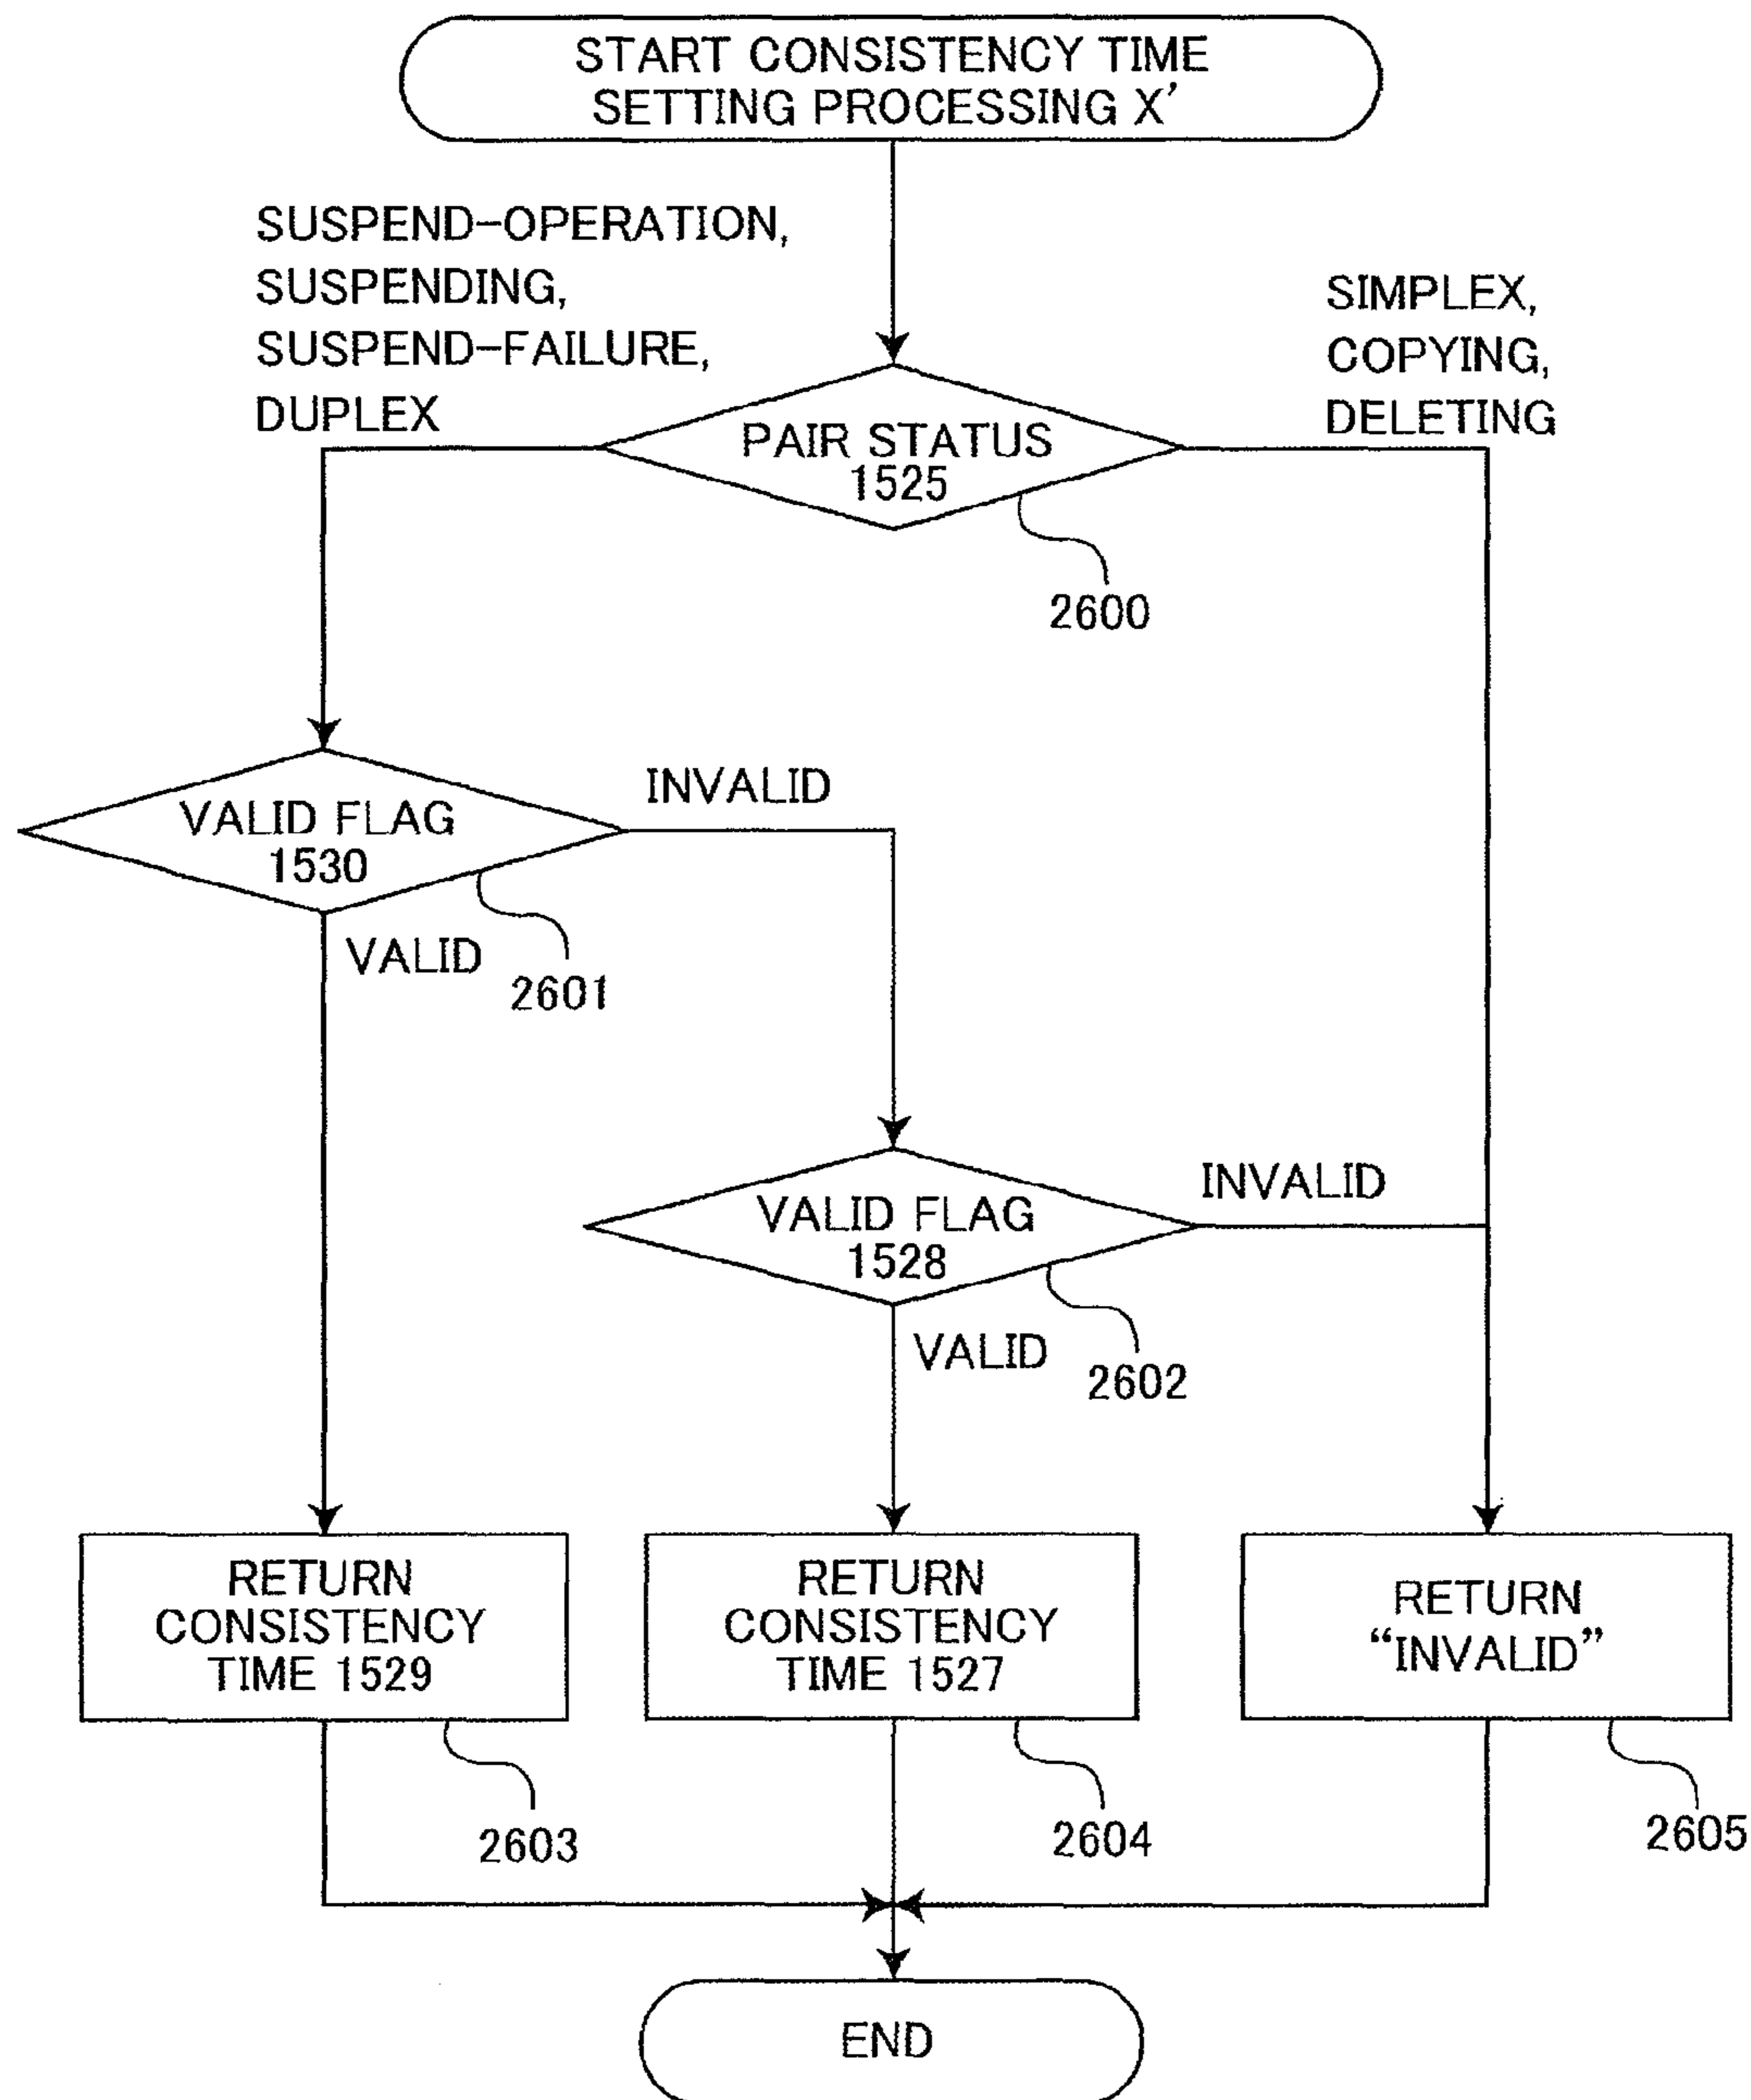 START CONSISTENCY TIME
SETTING PROCESSING X’
SUSPEND-OPERATION,
SUSPENDING,
SUSPEND-FAILURE,
DUPLEX
SIMPLEX,
COPYING,
DELETING
PAIR STATUS
1525
2600
VALID FLAG
1530
INVALID
VALID
2601
VALID FLAG
1528
INVALID
VALID
2602
RETURN
CONSISTENCY
TIME 1529
RETURN
CONSISTENCY
TIME 1527
RETURN
“INVALID”
2603
2604
2605
END